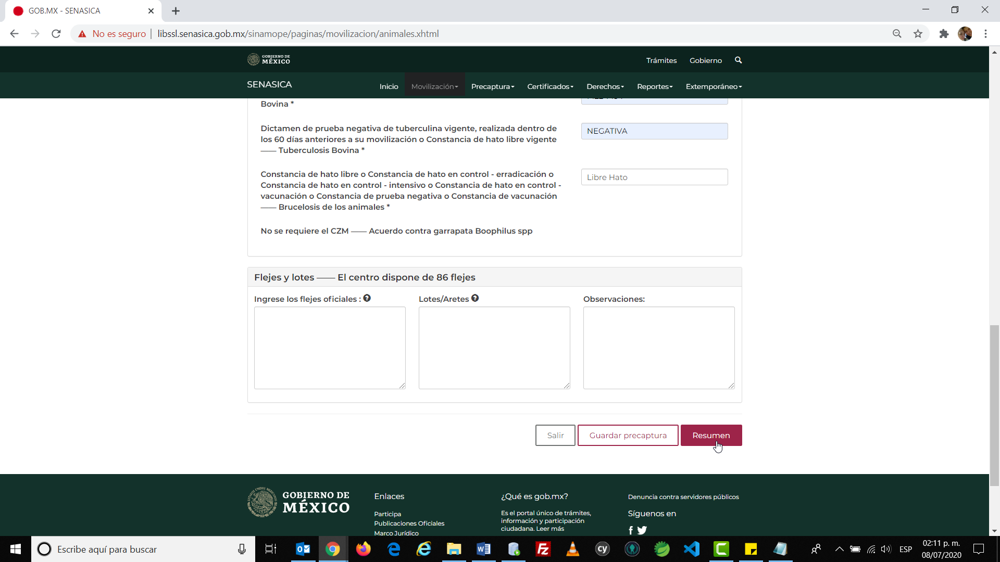 GOB.MX - SENASICA
No es seguro
libssl.senasica.gob.mx/sinamope/paginas/movilizacion/animales.xhtml
GOBIERNO DE
MÉXICO
Trámites
Gobierno
SENASICA
Inicio
Movilización
Precaptura
Certificados
Derechos
Reportes
Extemporáneo
Bovina *
Dictamen de prueba negativa de tuberculina vigente, realizada dentro de
los 60 días anteriores a su movilización o Constancia de hato libre vigente
—— Tuberculosis Bovina *
NEGATIVA
Constancia de hato libre o Constancia de hato en control - erradicación o
Constancia de hato en control - intensivo o Constancia de hato en control -
vacunación o Constancia de prueba negativa o Constancia de vacunación
—— Brucelosis de los animales *
Libre Hato
No se requiere el CZM —— Acuerdo contra garrapata Boophilus spp
Flejes y lotes —— El centro dispone de 86 flejes
Ingrese los flejes oficiales :
Lotes/Aretes
Observaciones:
Salir
Guardar precaptura
Resumen
GOBIERNO DE
MÉXICO
Enlaces
Participa
Publicaciones Oficiales
Marco Jurídico
¿Qué es gob.mx?
Es el portal único de trámites,
información y participación
ciudadana. Leer más
Denuncia contra servidores públicos
Síguenos en
Escribe aquí para buscar
cy
ESP
02:11 p. m.
08/07/2020